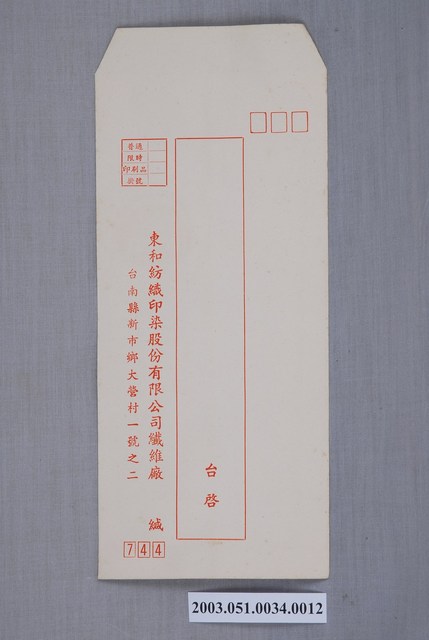 普通
限時
印刷品
掛號
台啓
東和紡織印染股份有限公司纖維廠 緘
台南縣新市鄉大營村一號之二
744
2003.051.0034.0012